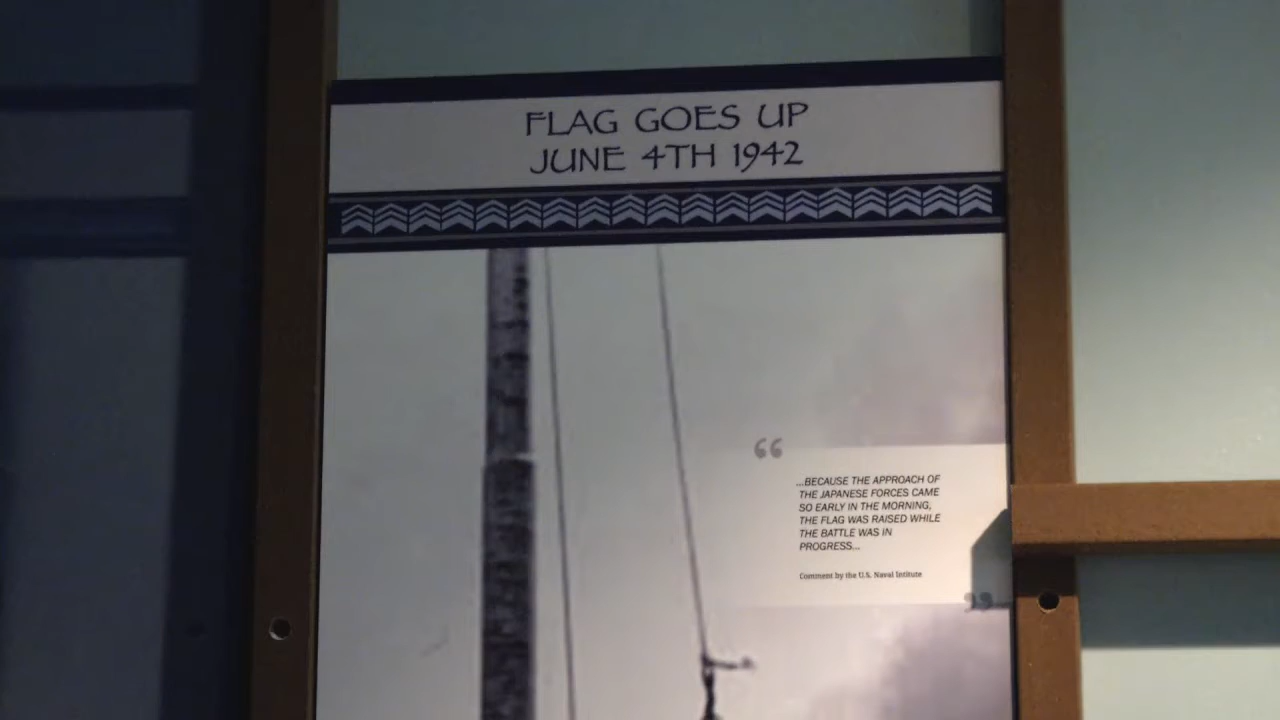 FLAG GOES UP
JUNE 4TH 1942
“
...BECAUSE THE APPROACH OF
THE JAPANESE FORCES CAME
SO EARLY IN THE MORNING,
THE FLAG WAS RAISED WHILE
THE BATTLE WAS IN
PROGRESS...
Comment by the U.S. Naval Intitute
”